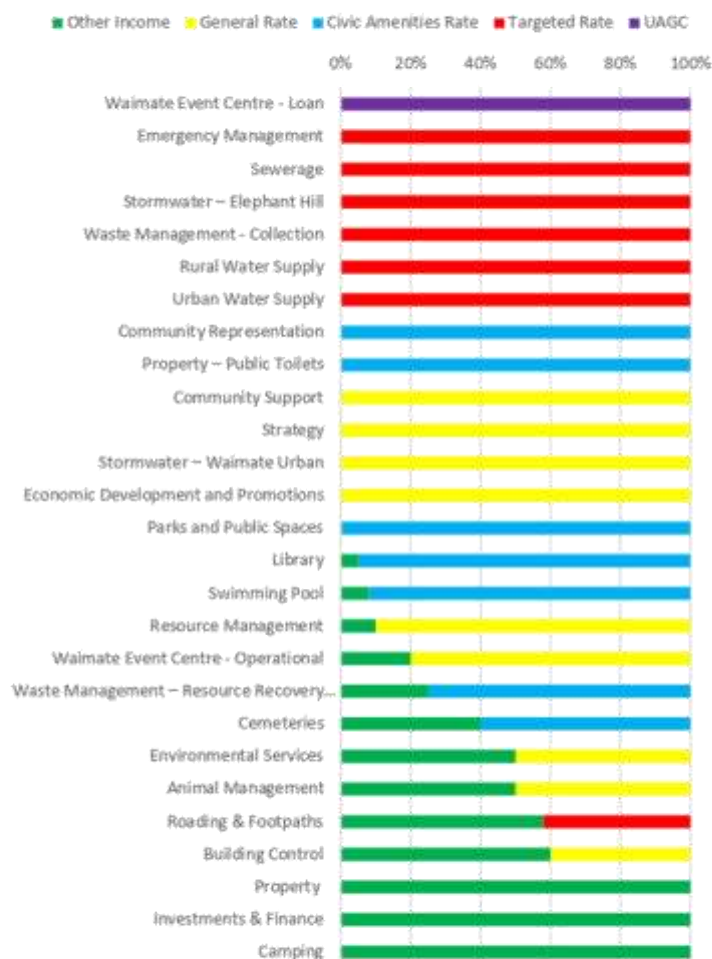 Other Income General Rate Civic Amenities Rate Targeted Rate UAGC
0% 20% 40% 60% 80% 100%
Waimate Event Centre - Loan
Emergency Management
Sewerage
Stormwater – Elephant Hill
Waste Management - Collection
Rural Water Supply
Urban Water Supply
Community Representation
Property – Public Toilets
Community Support
Strategy
Stormwater – Waimate Urban
Economic Development and Promotions
Parks and Public Spaces
Library
Swimming Pool
Resource Management
Waimate Event Centre - Operational
Waste Management – Resource Recovery...
Cemeteries
Environmental Services
Animal Management
Roading & Footpaths
Building Control
Property
Investments & Finance
Camping